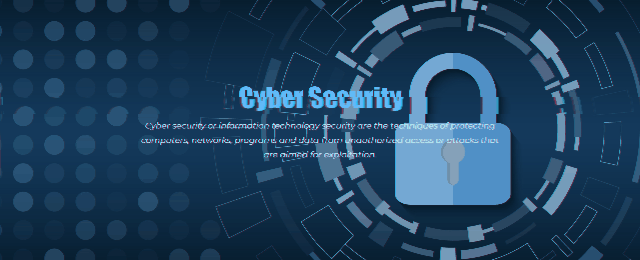 Cyber Security
Cyber security or information technology security are the techniques of protecting
computers, networks, programs and data from unauthorized access or attacks that
are aimed for exploitation.